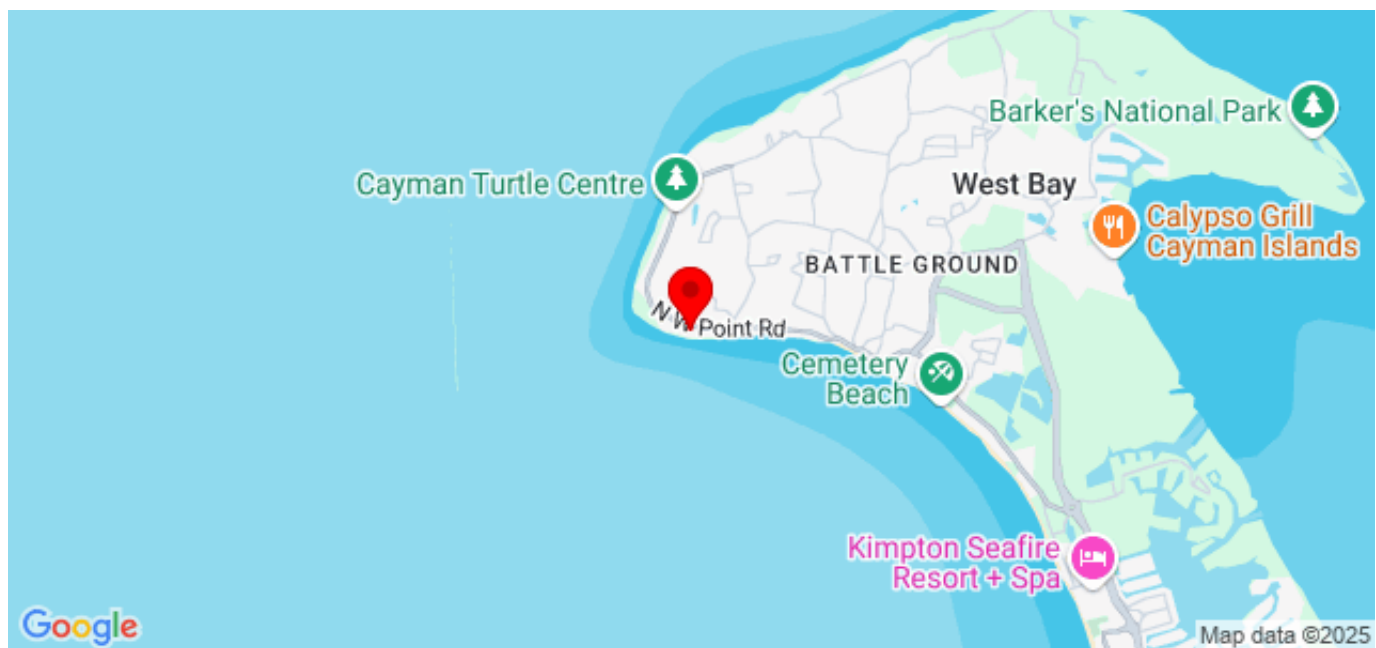 Barker's National Park
Cayman Turtle Centre
West Bay
Calypso Grill
Cayman Islands
BATTLE GROUND
N W Point Rd
Cemetery
Beach
Kimpton Seafire
Resort + Spa
Google
Map data ©2025